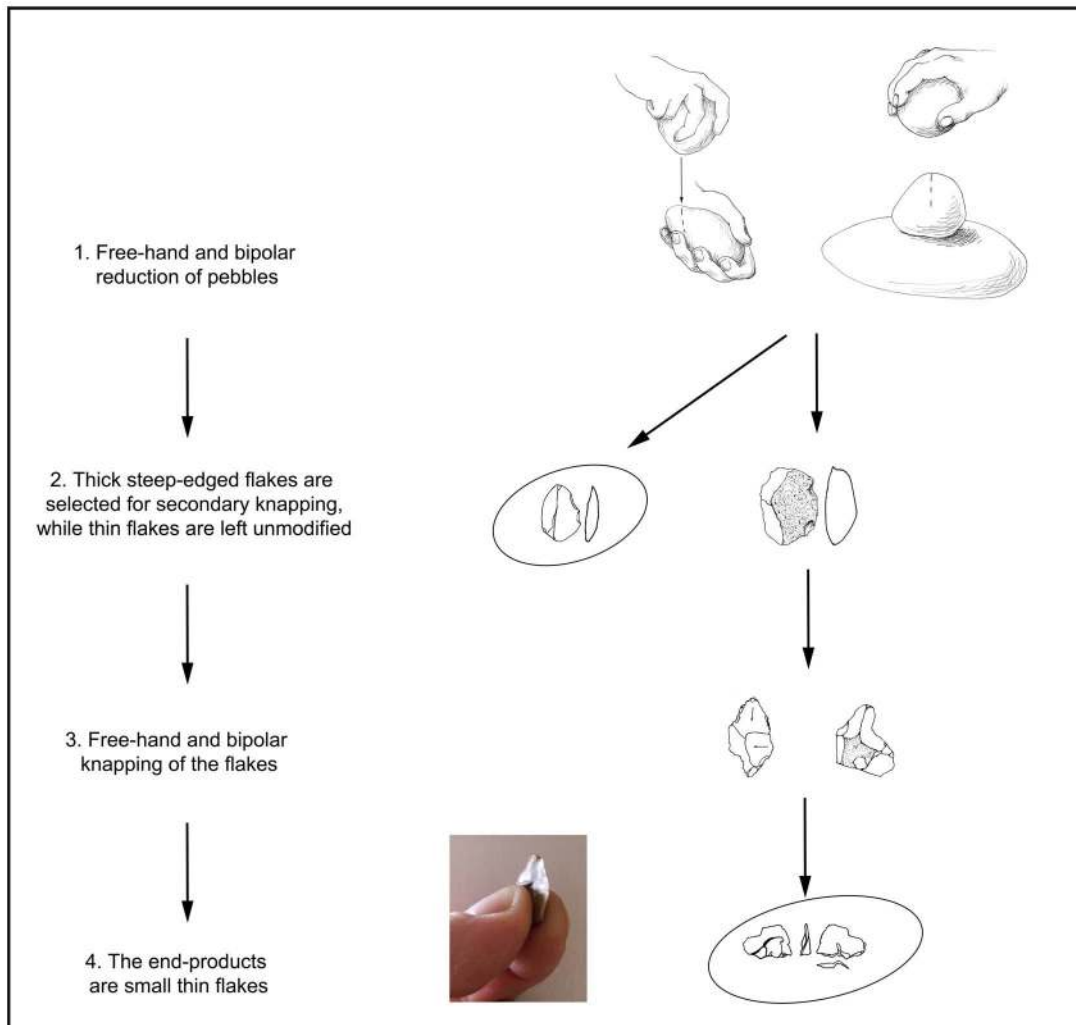 1. Free-hand and bipolar
reduction of pebbles
2. Thick steep-edged flakes are
selected for secondary knapping,
while thin flakes are left unmodified
3. Free-hand and bipolar
knapping of the flakes
4. The end-products
are small thin flakes